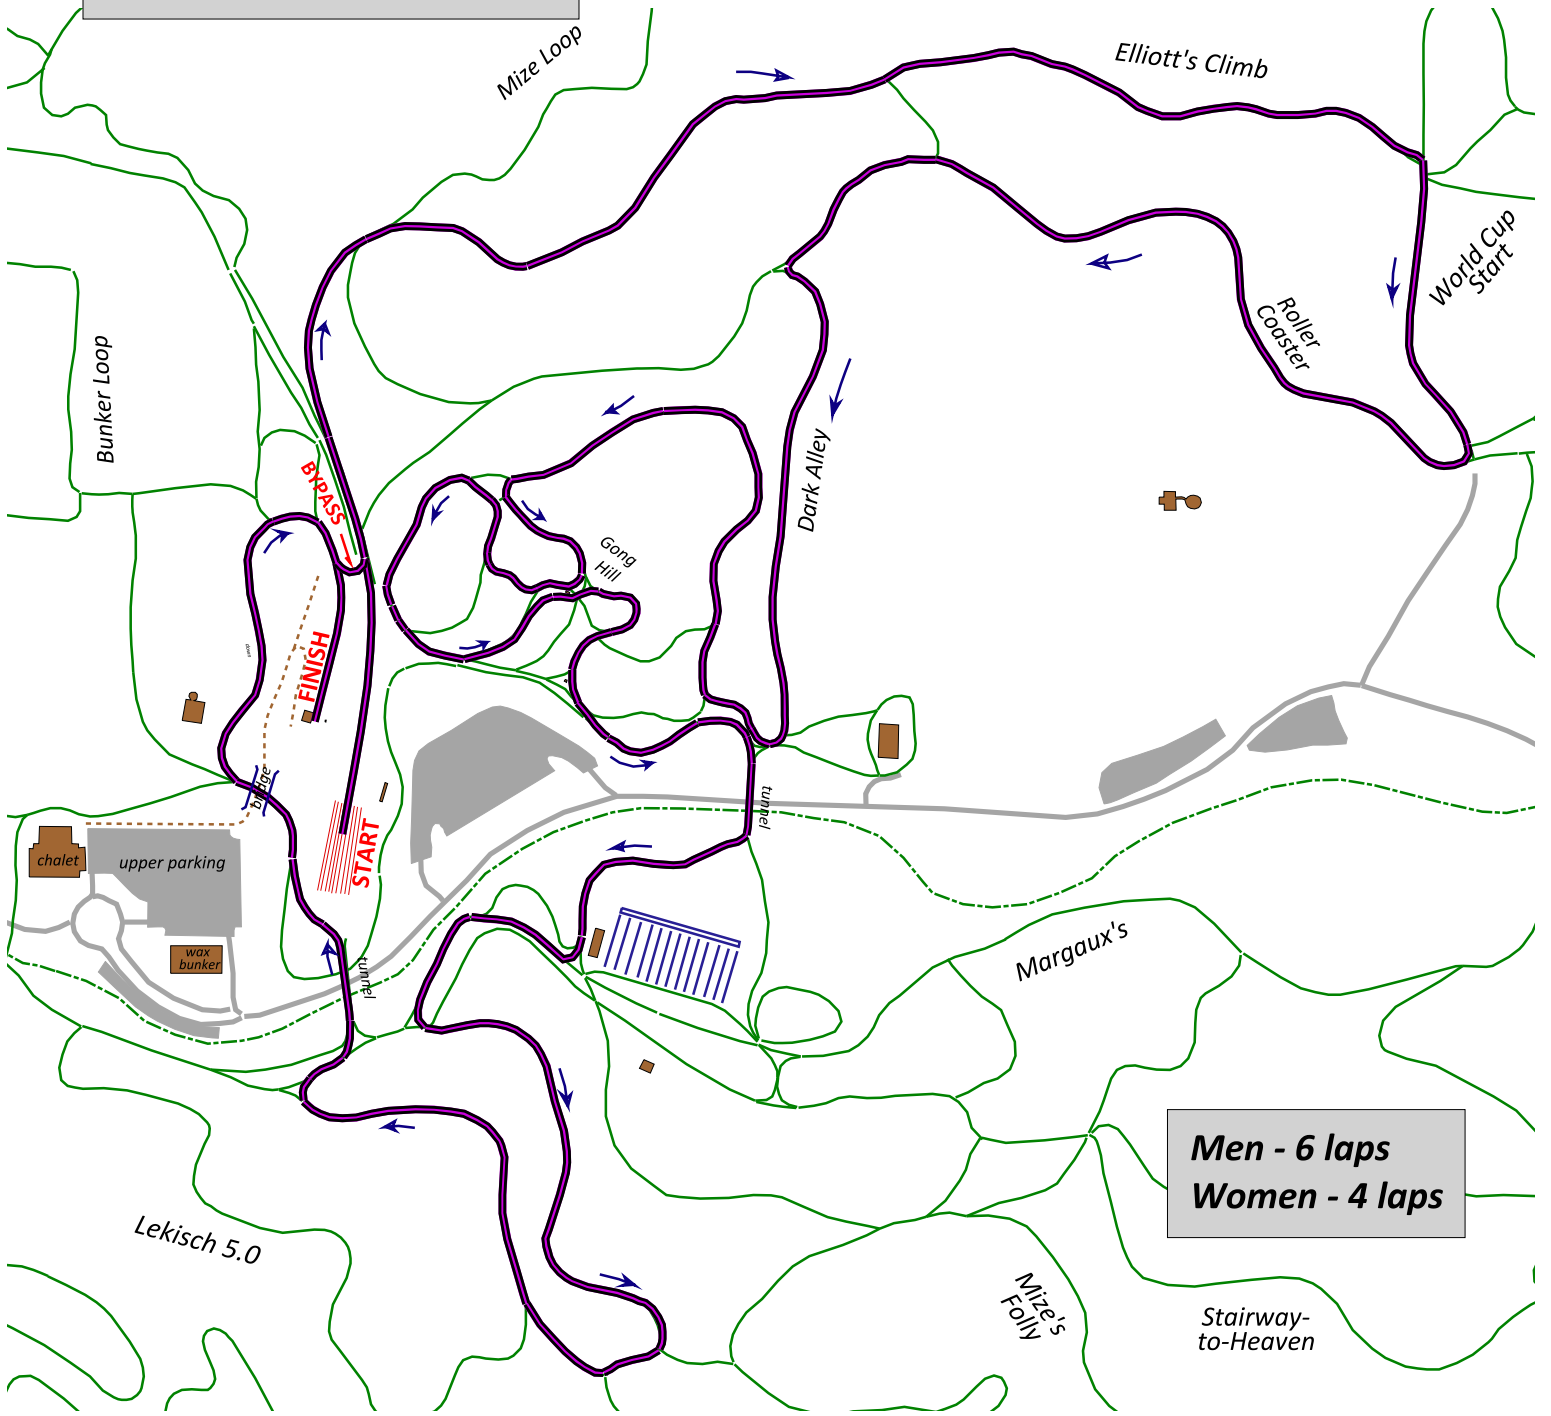 Mize Loop
Elliott's Climb
World Cup
Start
Roller
Coaster
Bunker Loop
BYPASS
Dark Alley
Gong
Hill
down
FINISH
bridge
tunnel
START
chalet
upper parking
wax
bunker
tunnel
Margaux's
Men - 6 laps
Women - 4 laps
Lekisch 5.0
Mize's
Folly
Stairway-
to-Heaven